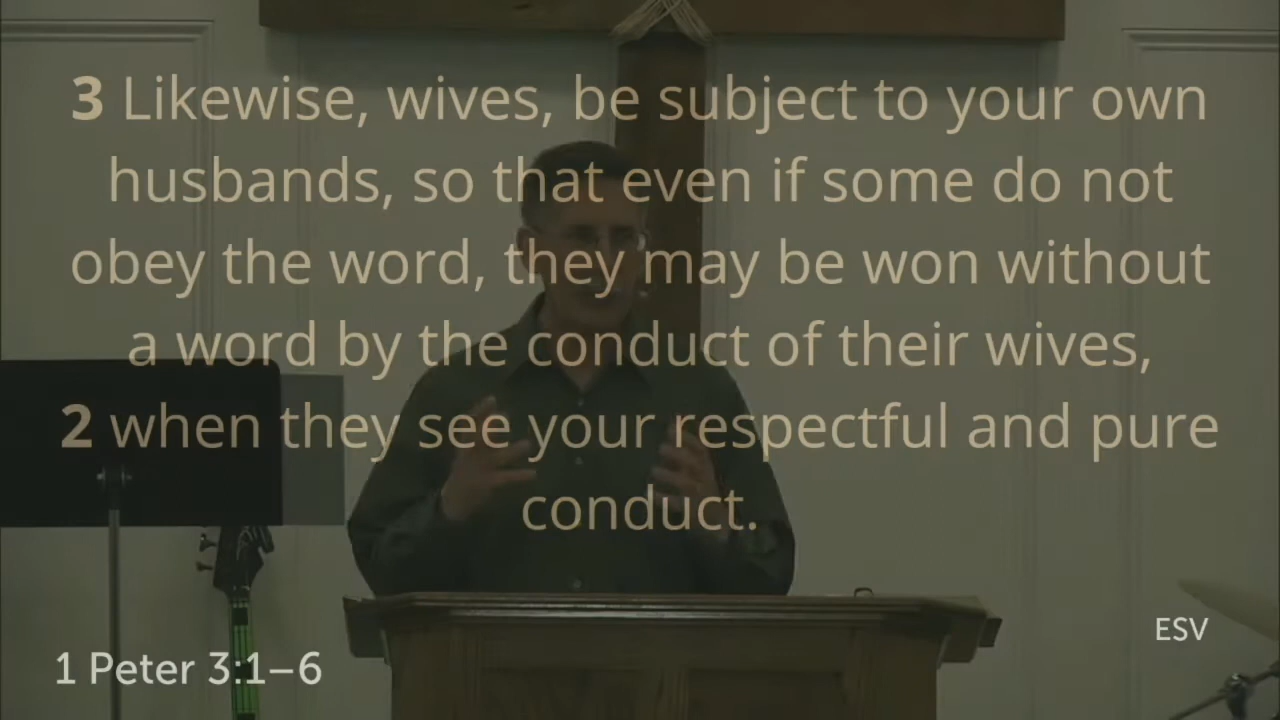 3 Likewise, wives, be subject to your own
husbands, so that even if some do not
obey the word, they may be won without
a word by the conduct of their wives,
2 when they see your respectful and pure
conduct.
ESV
1 Peter 3:1–6